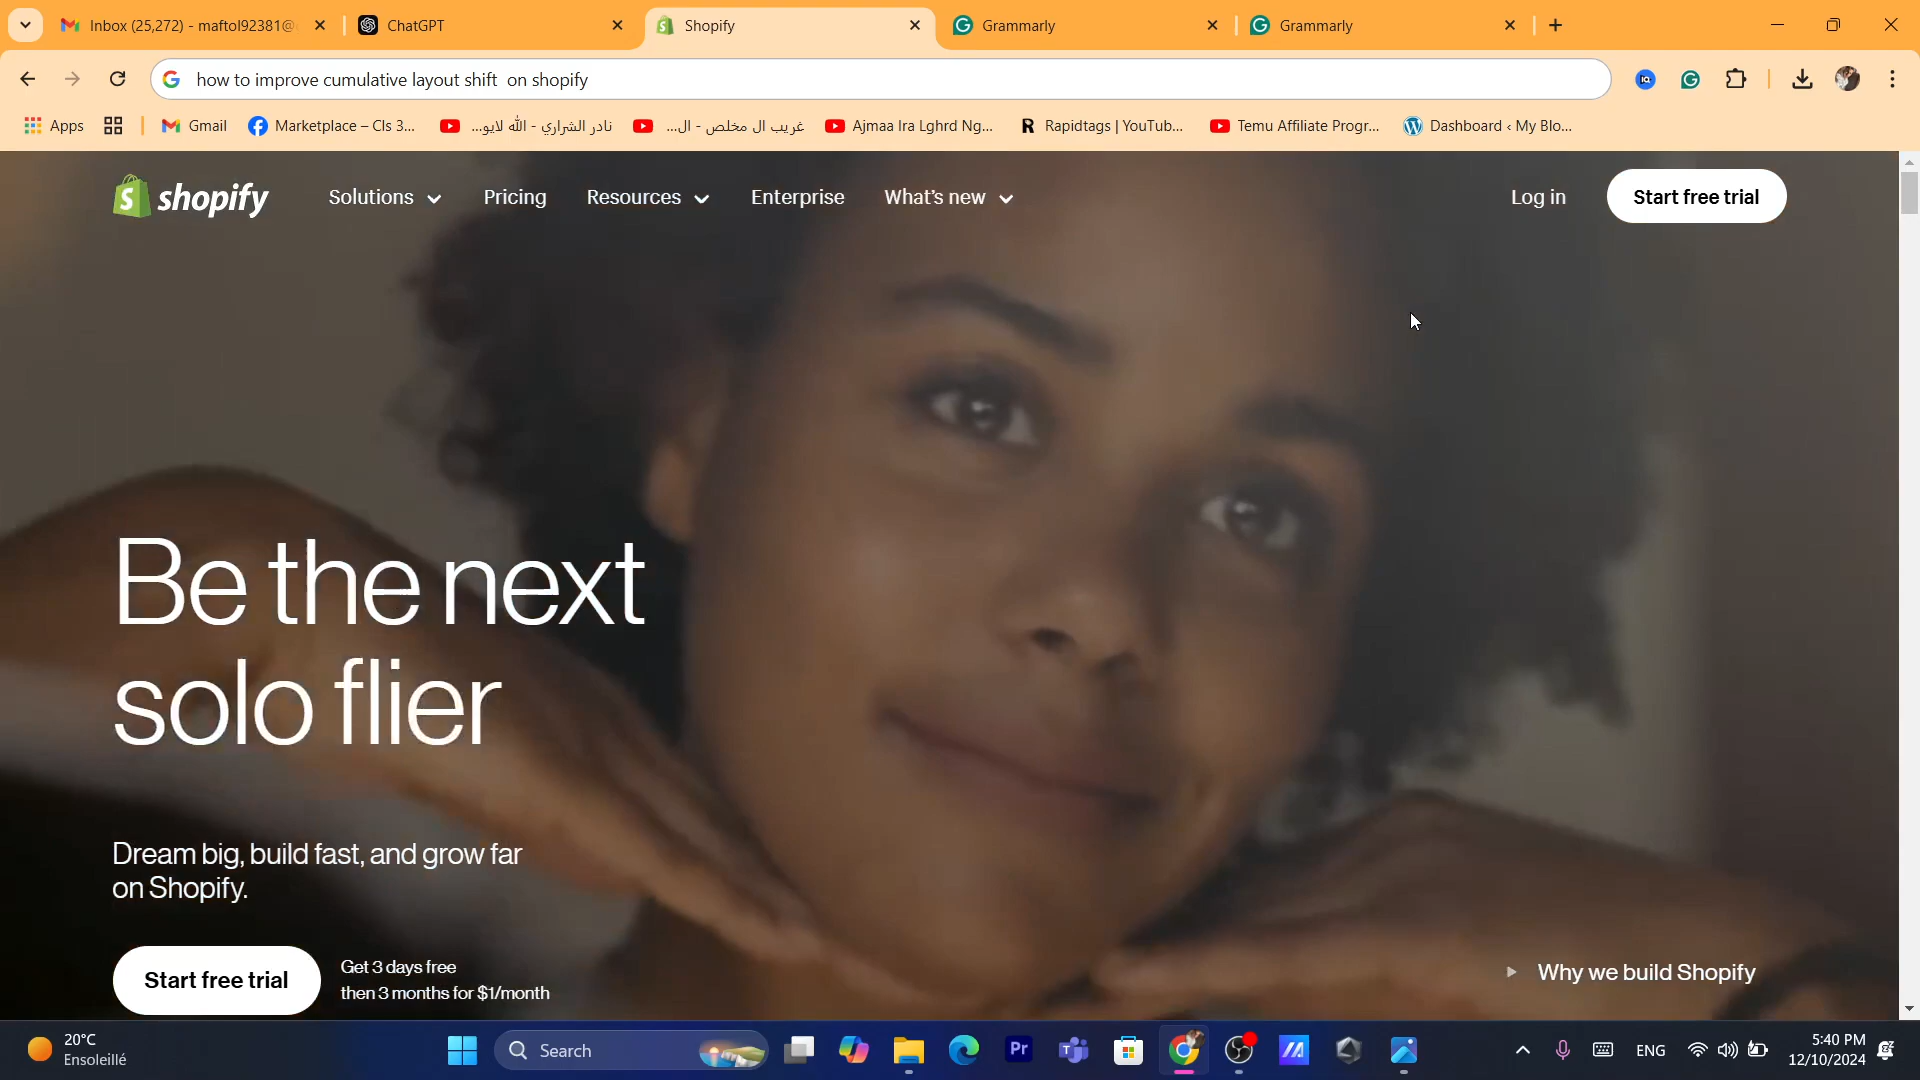 Inbox (25,272) - maftol92381@
ChatGPT
Shopify
Grammarly
Grammarly
how to improve cumulative layout shift on shopify
Apps
Gmail
Marketplace – Cls 3...
نادر الشراري - الله لايو...
غريب ال مخلص - ال...
Ajmaa Ira Lghrd Ng...
Rapidtags | YouTub...
Temu Affiliate Progr...
Dashboard ‹ My Blo...
shopify
Solutions
Pricing
Resources
Enterprise
What's new
Log in
Start free trial
Be the next
solo flier
Dream big, build fast, and grow far
on Shopify.
Start free trial
Get 3 days free
then 3 months for $1/month
Why we build Shopify
20°C
Ensoleillé
Search
Pr
ENG
5:40 PM
12/10/2024